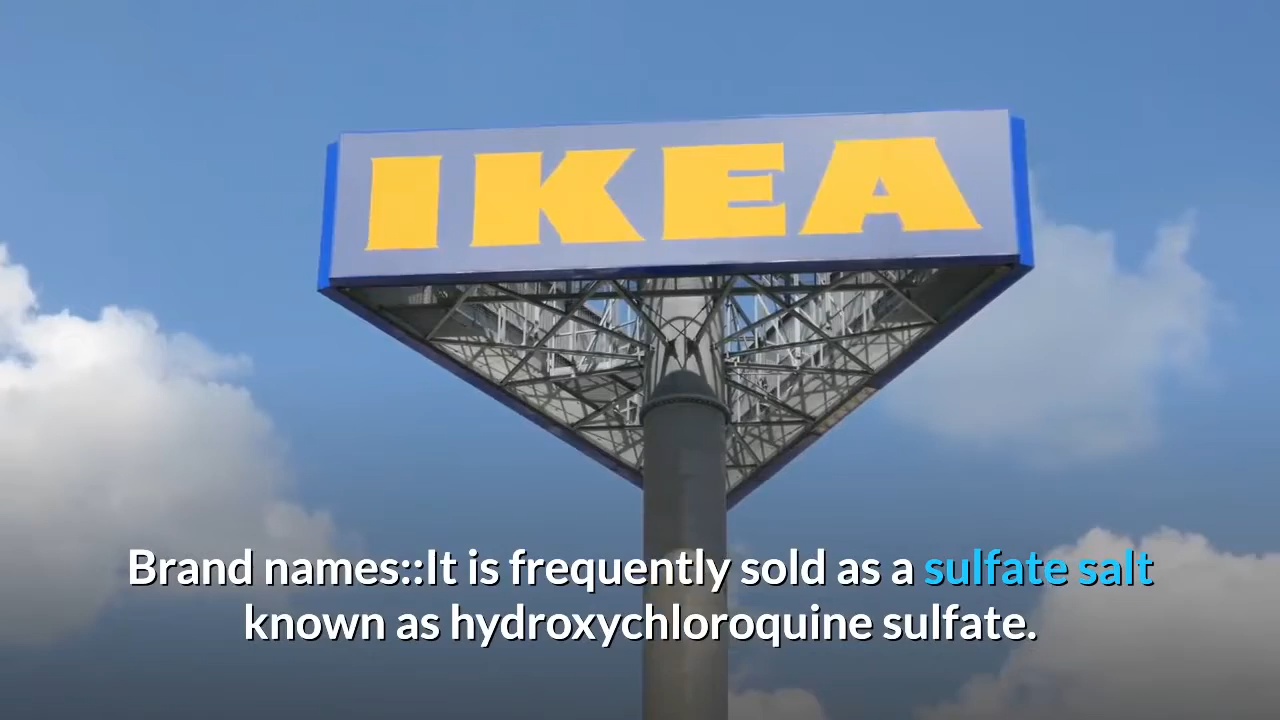 IKEA
Brand names::It is frequently sold as a sulfate salt
known as hydroxychloroquine sulfate.